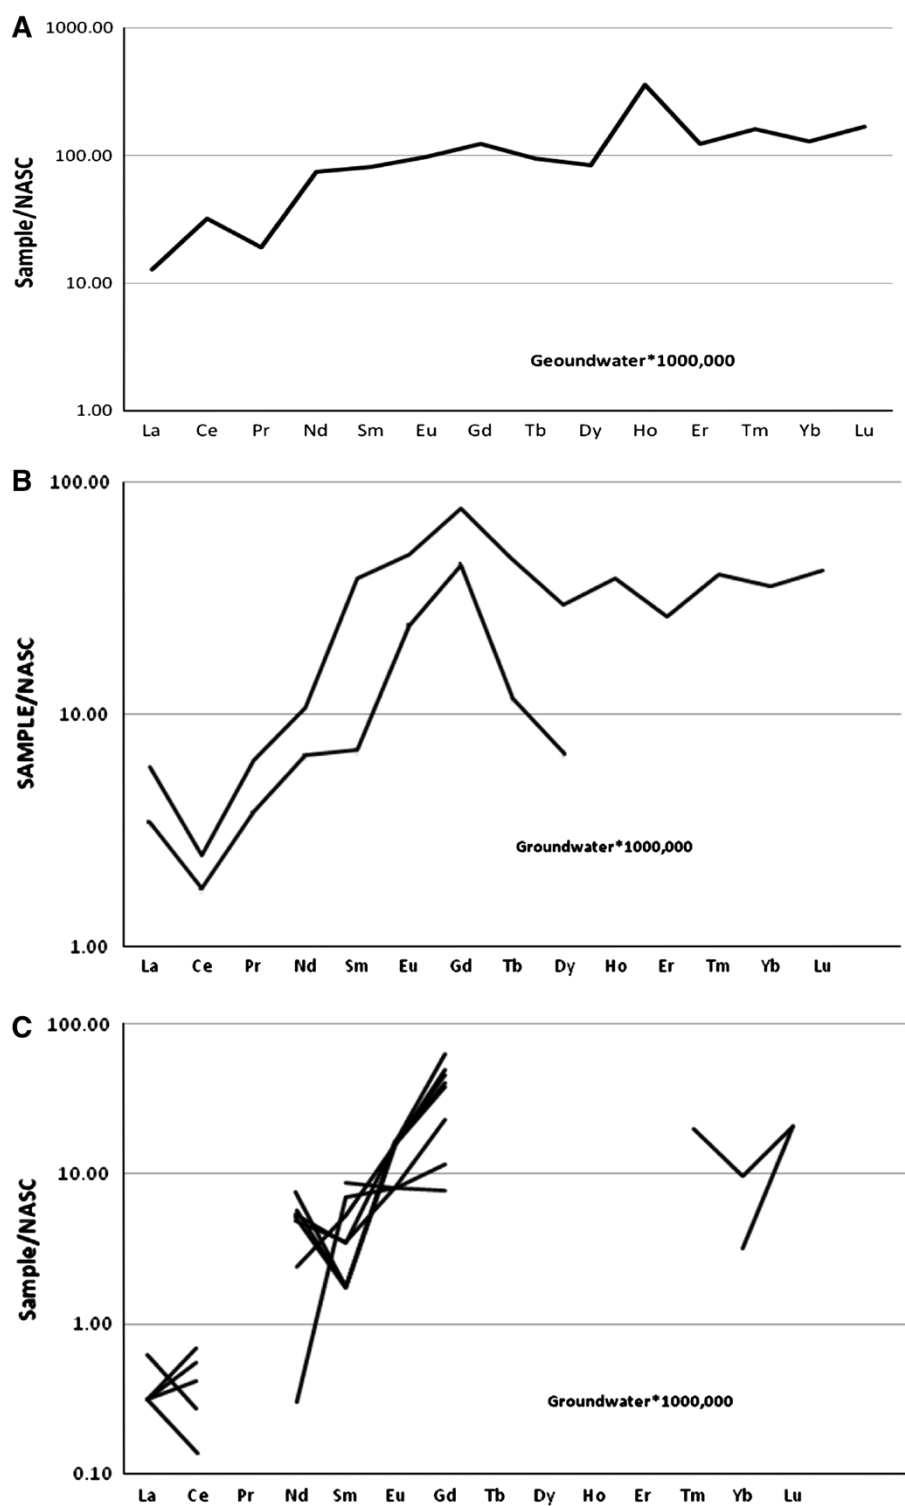 A
1000.00
100.00
10.00
1.00
Sample/NASC
Geoundwater*1000,000
La Ce Pr Nd Sm Eu Gd Tb Dy Ho Er Tm Yb Lu
B
100.00
10.00
1.00
SAMPLE/NASC
Groundwater*1000,000
La Ce Pr Nd Sm Eu Gd Tb Dy Ho Er Tm Yb Lu
C
100.00
10.00
1.00
0.10
Sample/NASC
Groundwater*1000,000
La Ce Pr Nd Sm Eu Gd Tb Dy Ho Er Tm Yb Lu